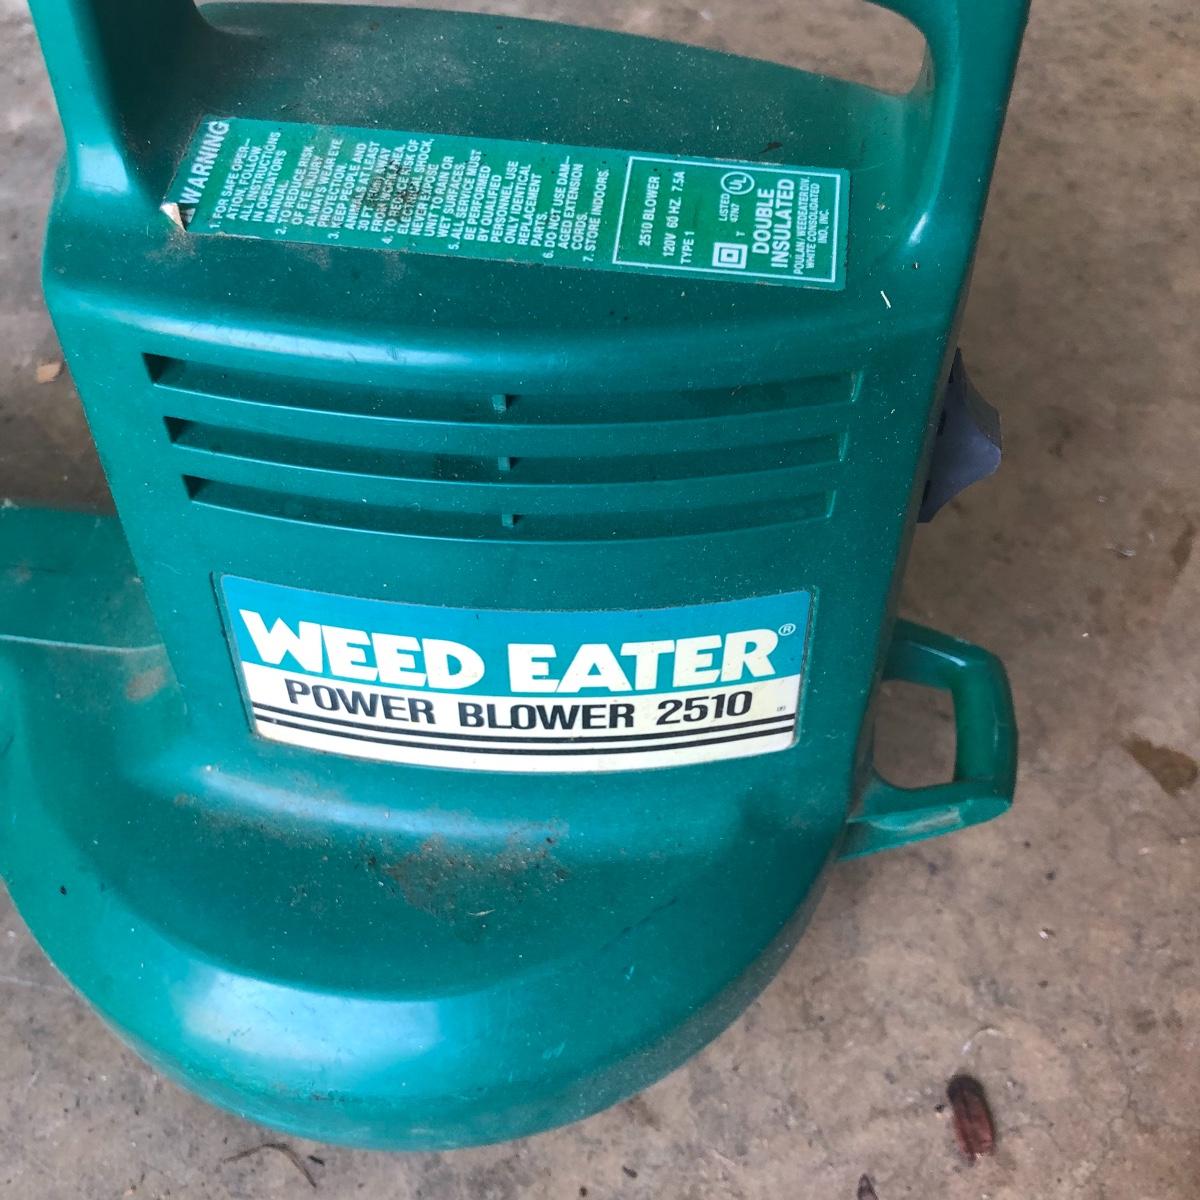 WARNING
1. FOR SAFE OPER-
ATION FOLLOW
ALL INSTRUCTIONS
IN OPERATOR'S
MANUAL.
2. TO REDUCE RISK
OF EYE INJURY
ALWAYS WEAR EYE
PROTECTION.
3. KEEP PEOPLE AND
ANIMALS AT LEAST
30 FT. AWAY
FROM WORK AREA.
4. TO REDUCE RISK OF
ELECTRIC SHOCK,
NEVER EXPOSE
UNIT TO RAIN OR
WET SURFACES.
5. ALL SERVICE MUST
BE PERFORMED
BY QUALIFIED
PERSONNEL USE
ONLY IDENTICAL
REPLACEMENT
PARTS.
6. DO NOT USE DAM-
AGED EXTENSION
CORDS.
7. STORE INDOORS.
2510 BLOWER
120V 60 HZ 7.5A
TYPE 1
LISTED UL
T 47N7
DOUBLE
INSULATED
POULAN/WEEDEATER DIV.
WHITE CONSOLIDATED
IND., INC.
WEED EATER®
POWER BLOWER 2510